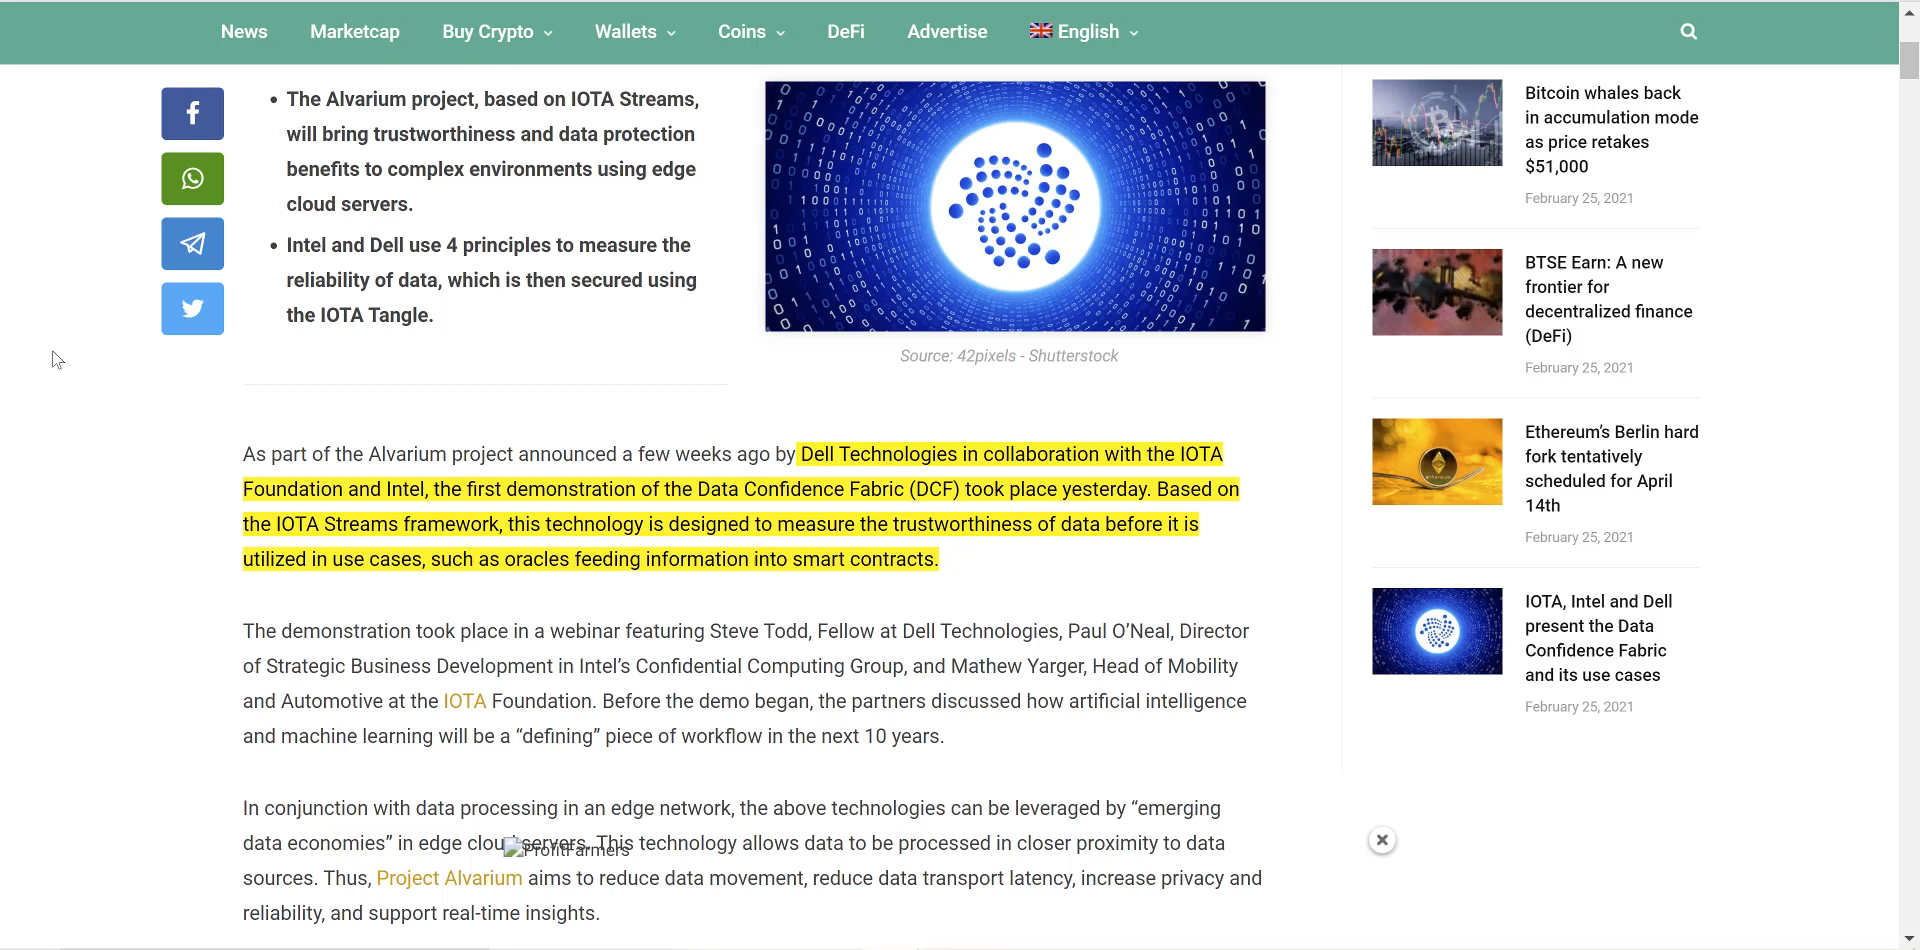 News Marketcap Buy Crypto Wallets Coins DeFi Advertise English
The Alvarium project, based on IOTA Streams,
will bring trustworthiness and data protection
benefits to complex environments using edge
cloud servers.
Intel and Dell use 4 principles to measure the
reliability of data, which is then secured using
the IOTA Tangle.
Source: 42pixels - Shutterstock
As part of the Alvarium project announced a few weeks ago by Dell Technologies in collaboration with the IOTA
Foundation and Intel, the first demonstration of the Data Confidence Fabric (DCF) took place yesterday. Based on
the IOTA Streams framework, this technology is designed to measure the trustworthiness of data before it is
utilized in use cases, such as oracles feeding information into smart contracts.
The demonstration took place in a webinar featuring Steve Todd, Fellow at Dell Technologies, Paul O’Neal, Director
of Strategic Business Development in Intel’s Confidential Computing Group, and Mathew Yarger, Head of Mobility
and Automotive at the IOTA Foundation. Before the demo began, the partners discussed how artificial intelligence
and machine learning will be a “defining” piece of workflow in the next 10 years.
In conjunction with data processing in an edge network, the above technologies can be leveraged by “emerging
data economies” in edge cloud servers. This technology allows data to be processed in closer proximity to data
ProfitFarmers
sources. Thus, Project Alvarium aims to reduce data movement, reduce data transport latency, increase privacy and
reliability, and support real-time insights.
Bitcoin whales back
in accumulation mode
as price retakes
$51,000
February 25, 2021
BTSE Earn: A new
frontier for
decentralized finance
(DeFi)
February 25, 2021
Ethereum’s Berlin hard
fork tentatively
scheduled for April
14th
February 25, 2021
IOTA, Intel and Dell
present the Data
Confidence Fabric
and its use cases
February 25, 2021